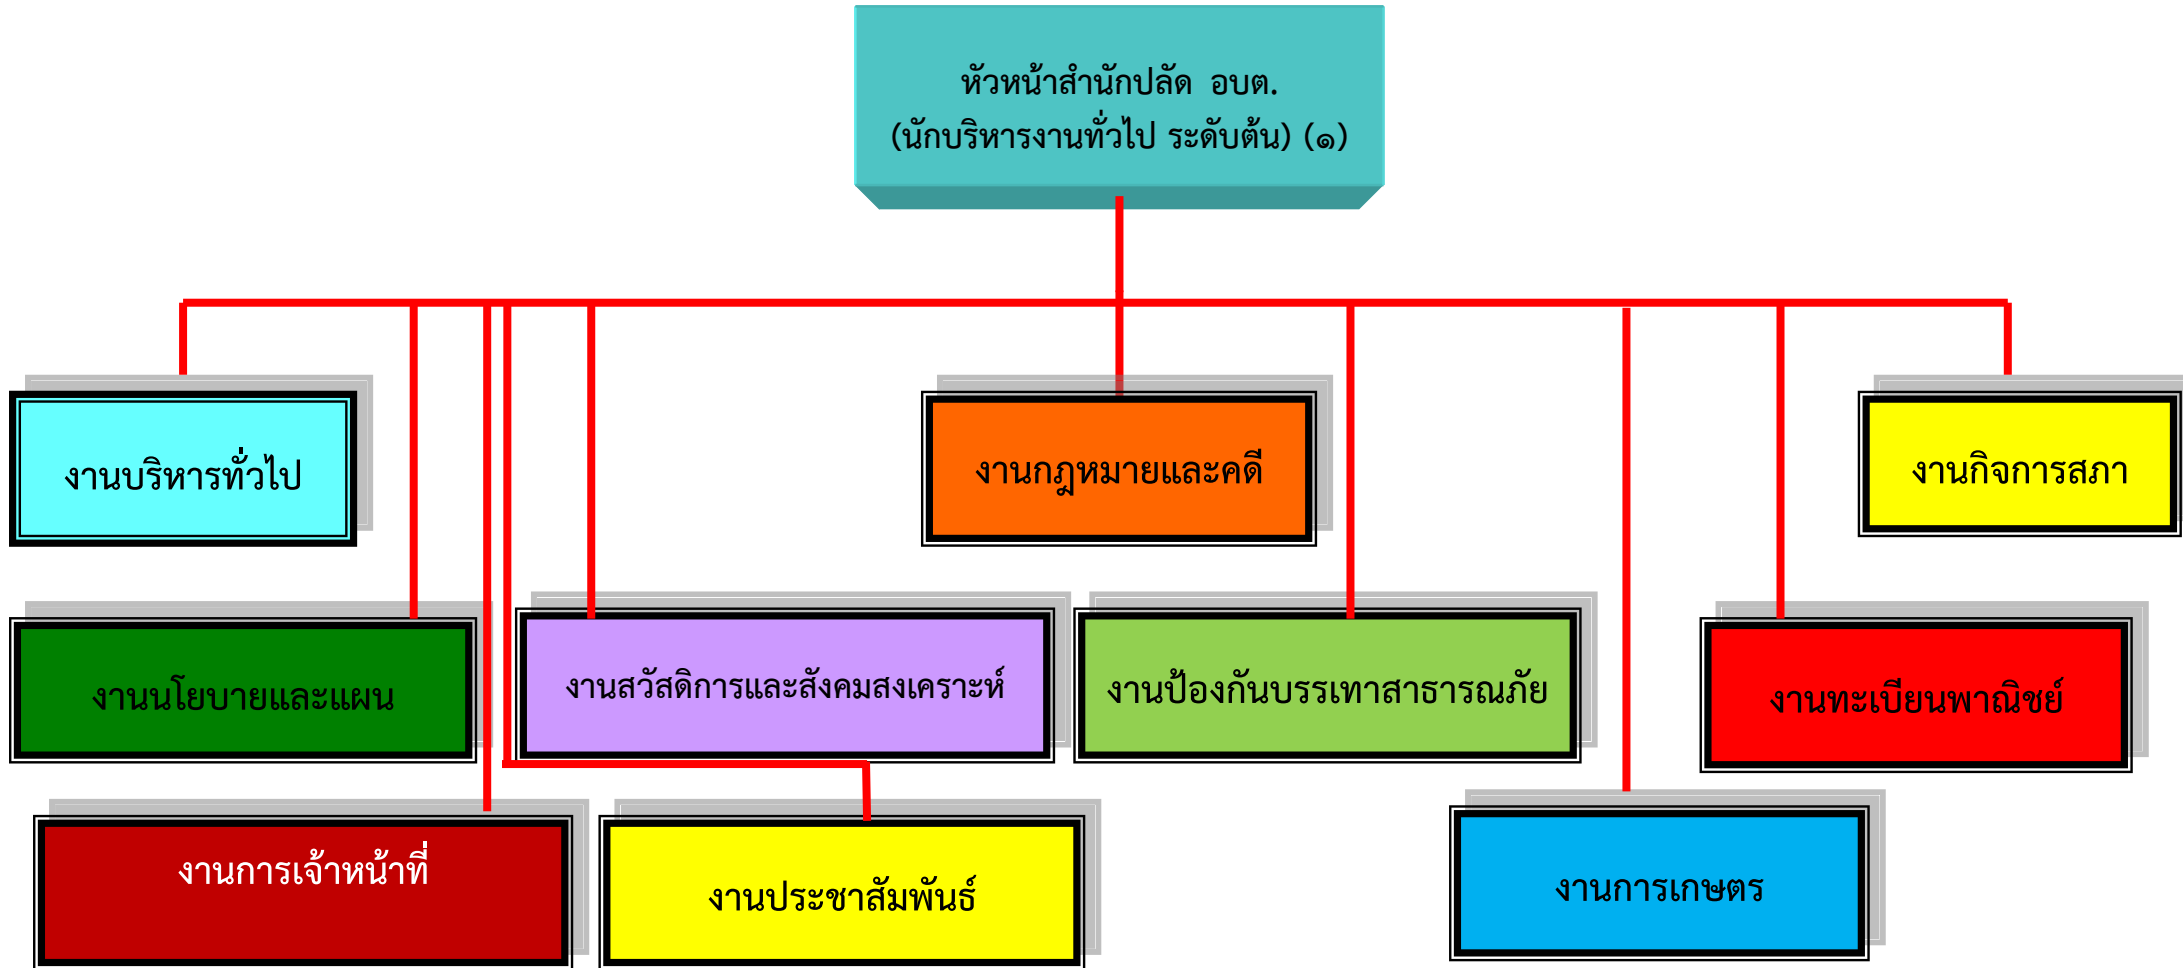 หัวหน้าสำนักปลัด อบต.
(นักบริหารงานทั่วไป ระดับต้น) (๑)
งานบริหารทั่วไป
งานกฎหมายและคดี
งานกิจการสภา
งานนโยบายและแผน
งานสวัสดิการและสังคมสงเคราะห์
งานป้องกันบรรเทาสาธารณภัย
งานทะเบียนพาณิชย์
งานการเจ้าหน้าที่
งานประชาสัมพันธ์
งานการเกษตร